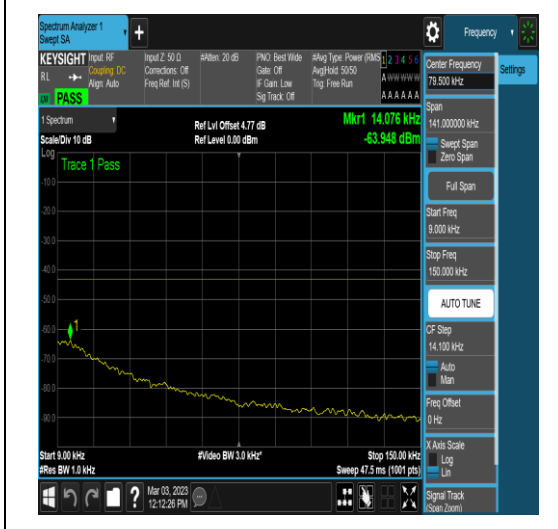 Spectrum Analyzer 1
Swept SA
+
Frequency
KEYSIGHT
RL
PASS
Input: RF
Coupling: DC
Align: Auto
Input Z: 50 Ω
Corrections: Off
Freq Ref: Int (S)
#Atten: 20 dB
PNO: Best Wide
Gate: Off
IF Gain: Low
Sig Track: Off
#Avg Type: Power (RMS
Avg|Hold: 50/50
Trig: Free Run
1 2 3 4 5 6
A W W W W W
A A A A A A
1 Spectrum
Scale/Div 10 dB
Ref Lvl Offset 4.77 dB
Ref Level 0.00 dBm
Mkr1 14.076 kHz
-63.948 dBm
Log
Trace 1 Pass
-10.0
-20.0
-30.0
-40.0
-50.0
-60.0
-70.0
-80.0
-90.0
1
Start 9.00 kHz
#Res BW 1.0 kHz
#Video BW 3.0 kHz*
Stop 150.00 kHz
Sweep 47.5 ms (1001 pts)
?
Mar 03, 2023
12:12:26 PM
Center Frequency
79.500 kHz
Settings
Span
141.000000 kHz
Swept Span
Zero Span
Full Span
Start Freq
9.000 kHz
Stop Freq
150.000 kHz
AUTO TUNE
CF Step
14.100 kHz
Auto
Man
Freq Offset
0 Hz
X Axis Scale
Log
Lin
Signal Track
(Span Zoom)